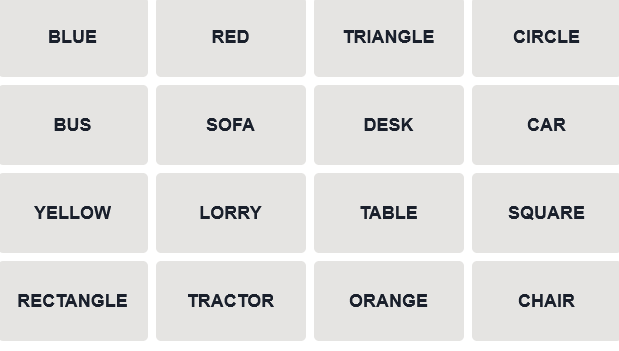 BLUE RED TRIANGLE CIRCLE
BUS SOFA DESK CAR
YELLOW LORRY TABLE SQUARE
RECTANGLE TRACTOR ORANGE CHAIR